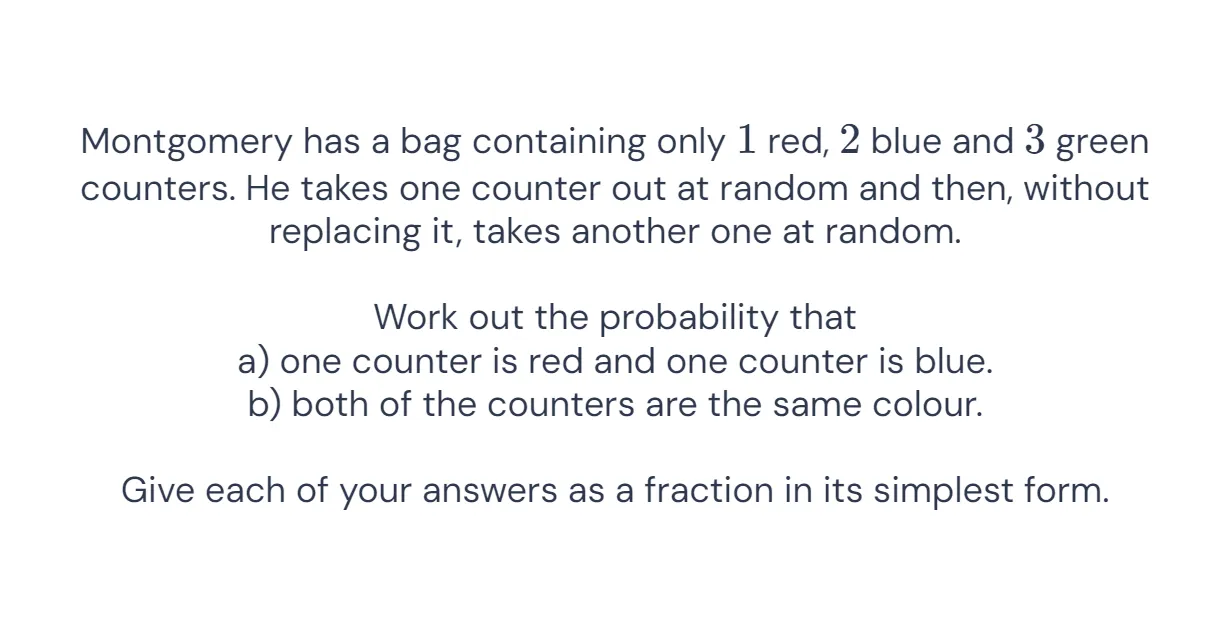 Montgomery has a bag containing only 1 red, 2 blue and 3 green
counters. He takes one counter out at random and then, without
replacing it, takes another one at random.
Work out the probability that
a) one counter is red and one counter is blue.
b) both of the counters are the same colour.
Give each of your answers as a fraction in its simplest form.